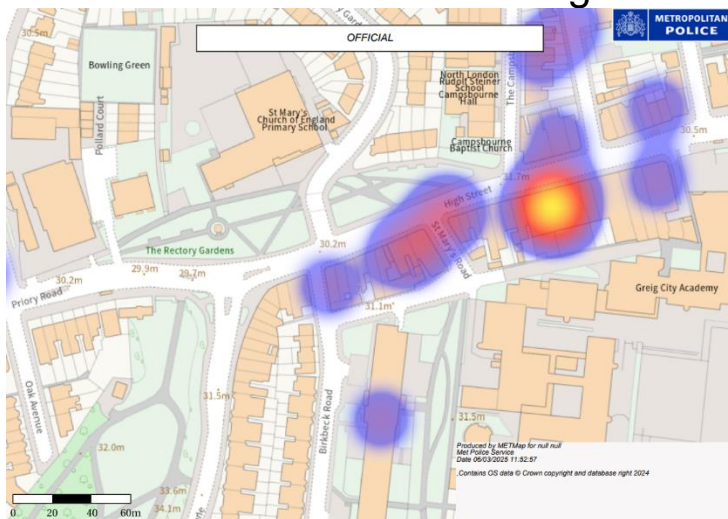 OFFICIAL
METROPOLITAN
POLICE
30.5m
Bowling Green
Pollard Court
St Mary's
Church of England
Primary School
North London
Rudolf Steiner
School
Campsbourne
Hall
Campsbourne
Baptist Church
30.5m
31.7m
High Street
The Rectory Gardens
30.2m
St Mary's Road
30.2m
29.9m
29.7m
Priory Road
31.1m
Greig City Academy
Oak Avenue
31.5m
Birkbeck Road
31.5m
32.0m
33.6m
34.1m
0 20 40 60m
Produced by METMap for null null
Met Police Service
Date 06/03/2025 11:52:57
Contains OS data © Crown copyright and database right 2024